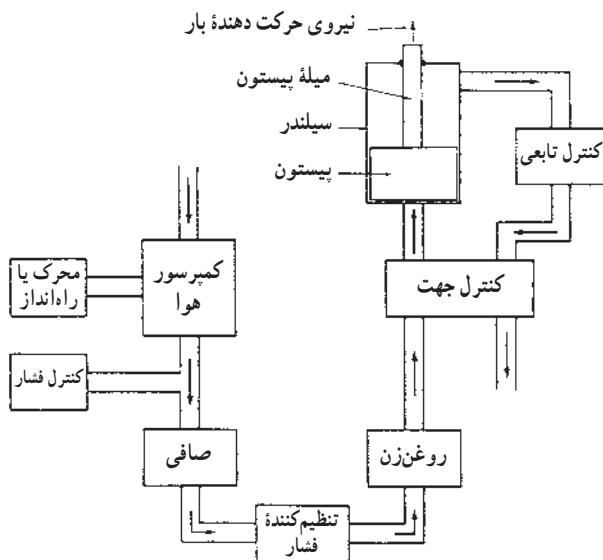 نیروی حرکت دهندهٔ بار
میلهٔ پیستون
سیلندر
پیستون
کنترل تابعی
کمپرسور
هوا
محرک یا
راه‌انداز
کنترل جهت
کنترل فشار
صافی
روغن‌زن
تنظیم‌کنندهٔ
فشار